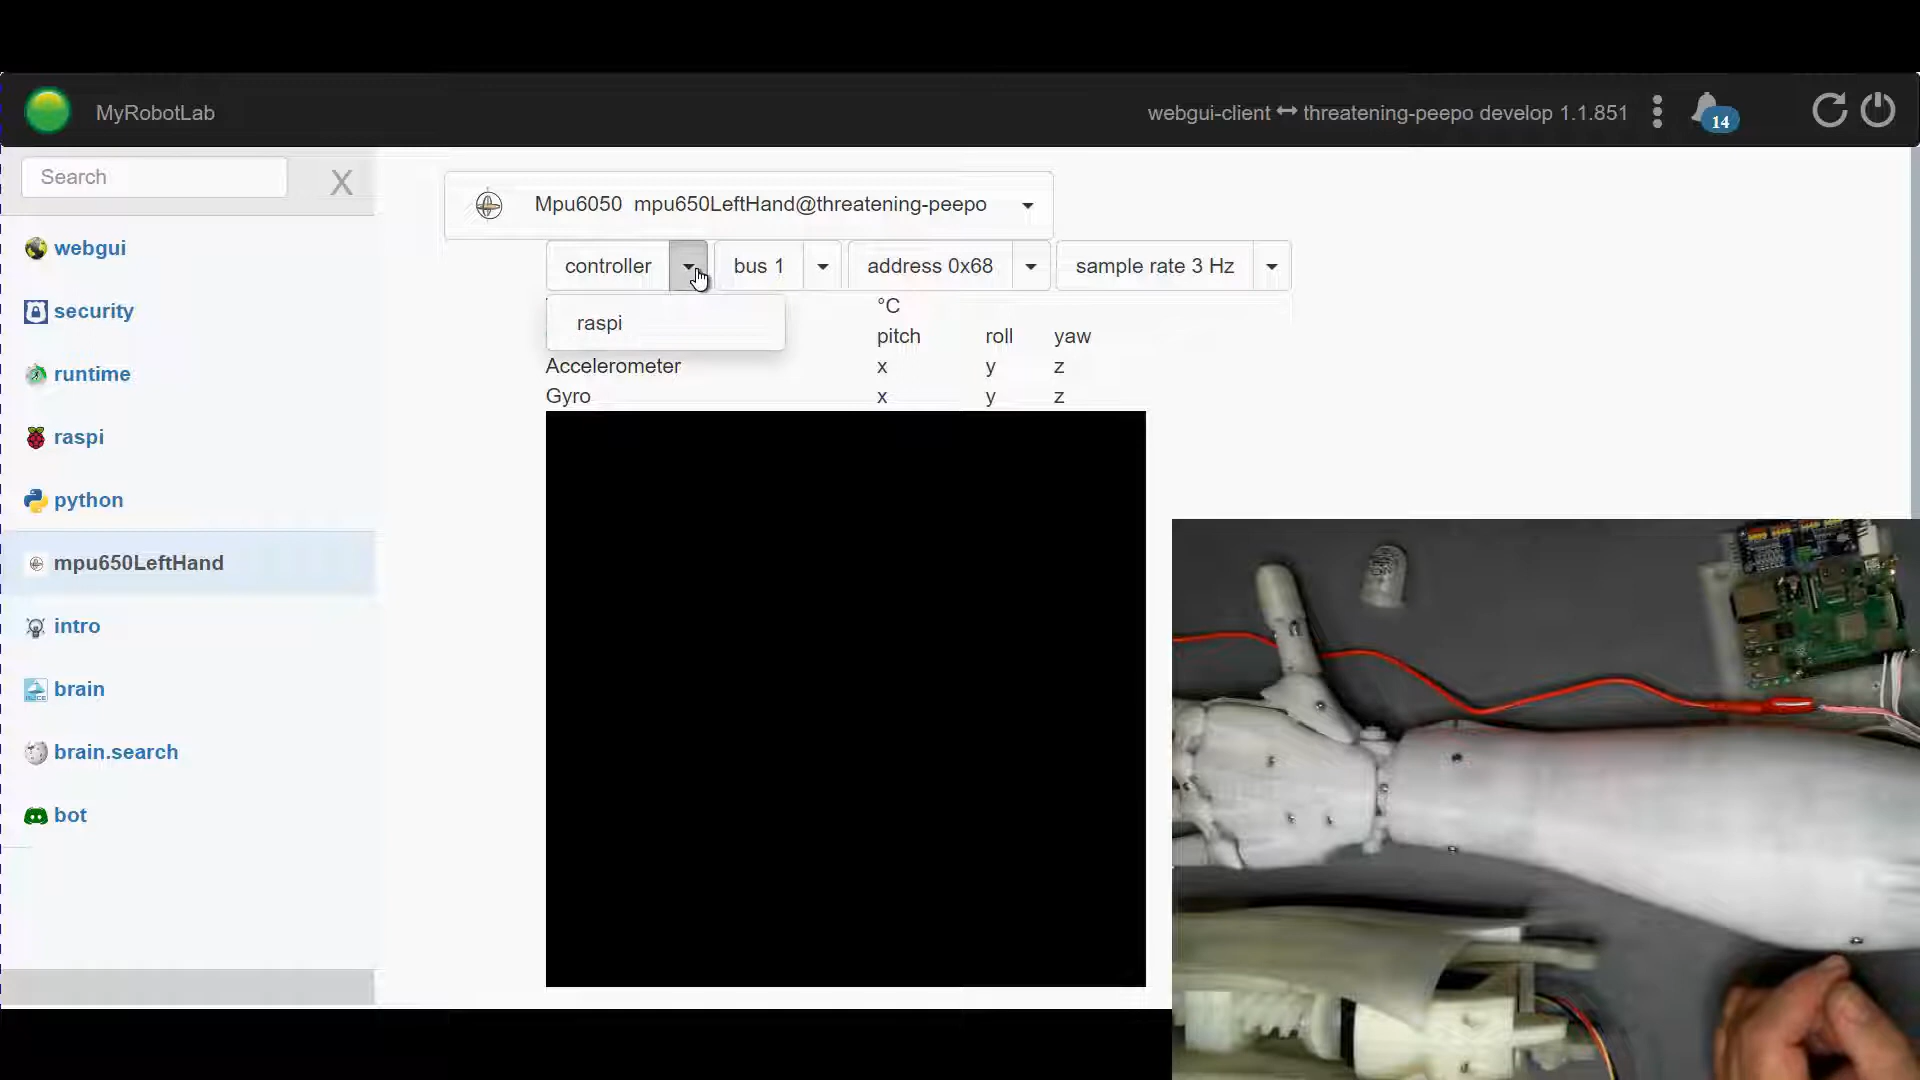 MyRobotLab
webgui-client ↔ threatening-peepo develop 1.1.851
14
Search
X
webgui
security
runtime
raspi
python
mpu650LeftHand
intro
brain
brain.search
bot
Mpu6050 mpu650LeftHand@threatening-peepo
controller
bus 1
address 0x68
sample rate 3 Hz
raspi
°C
pitch roll yaw
Accelerometer x y z
Gyro x y z